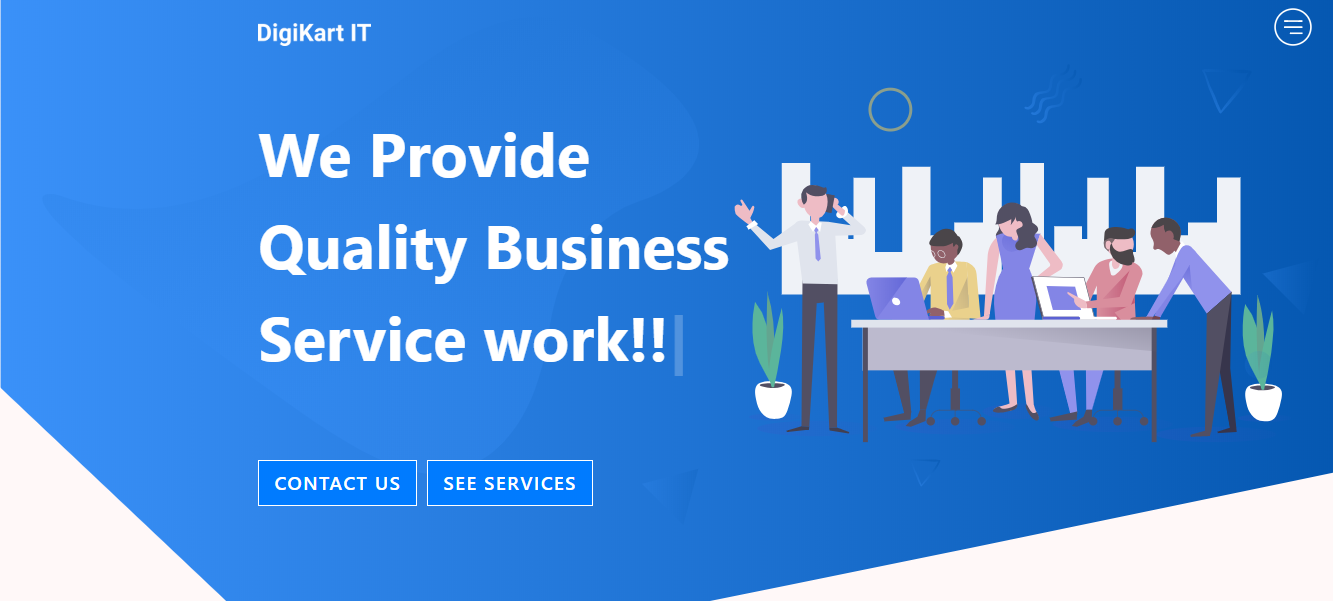 DigiKart IT
We Provide
Quality Business
Service work!!
CONTACT US
SEE SERVICES